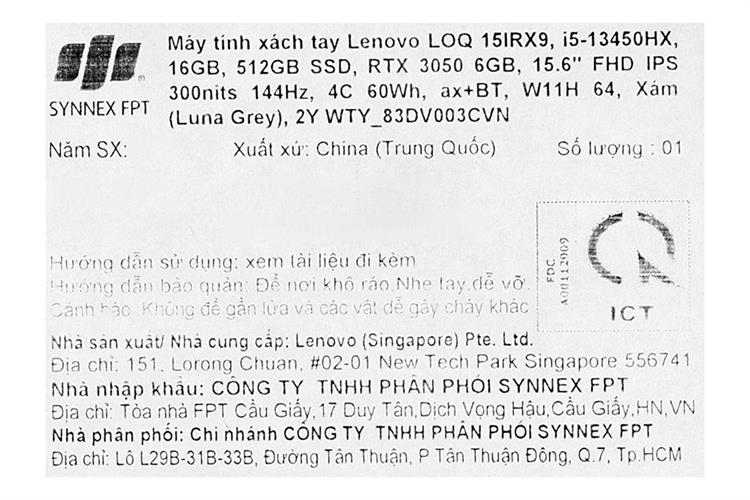 Máy tính xách tay Lenovo LOQ 15IRX9, i5-13450HX,
16GB, 512GB SSD, RTX 3050 6GB, 15.6" FHD IPS
300nits 144Hz, 4C 60Wh, ax+BT, W11H 64, Xám
(Luna Grey), 2Y WTY_83DV003CVN
SYNNEX FPT
Năm SX: Xuất xứ: China (Trung Quốc) Số lượng : 01
Hướng dẫn sử dụng: xem tài liệu đi kèm
Hướng dẫn bảo quản: Để nơi khô ráo.Nhẹ tay.dễ vỡ.
Cảnh báo: Không để gần lửa và các vật dễ gây cháy khác
FDC
A00112909
ICT
Nhà sản xuất/ Nhà cung cấp: Lenovo (Singapore) Pte. Ltd.
Địa chỉ: 151, Lorong Chuan, #02-01 New Tech Park Singapore 556741
Nhà nhập khẩu: CÔNG TY TNHH PHÂN PHỐI SYNNEX FPT
Địa chỉ: Tòa nhà FPT Cầu Giấy,17 Duy Tân,Dịch Vọng Hậu,Cầu Giấy,HN,VN
Nhà phân phối: Chi nhánh CÔNG TY TNHH PHÂN PHỐI SYNNEX FPT
Địa chỉ: Lô L29B-31B-33B, Đường Tân Thuận, P Tân Thuận Đông, Q.7, Tp.HCM